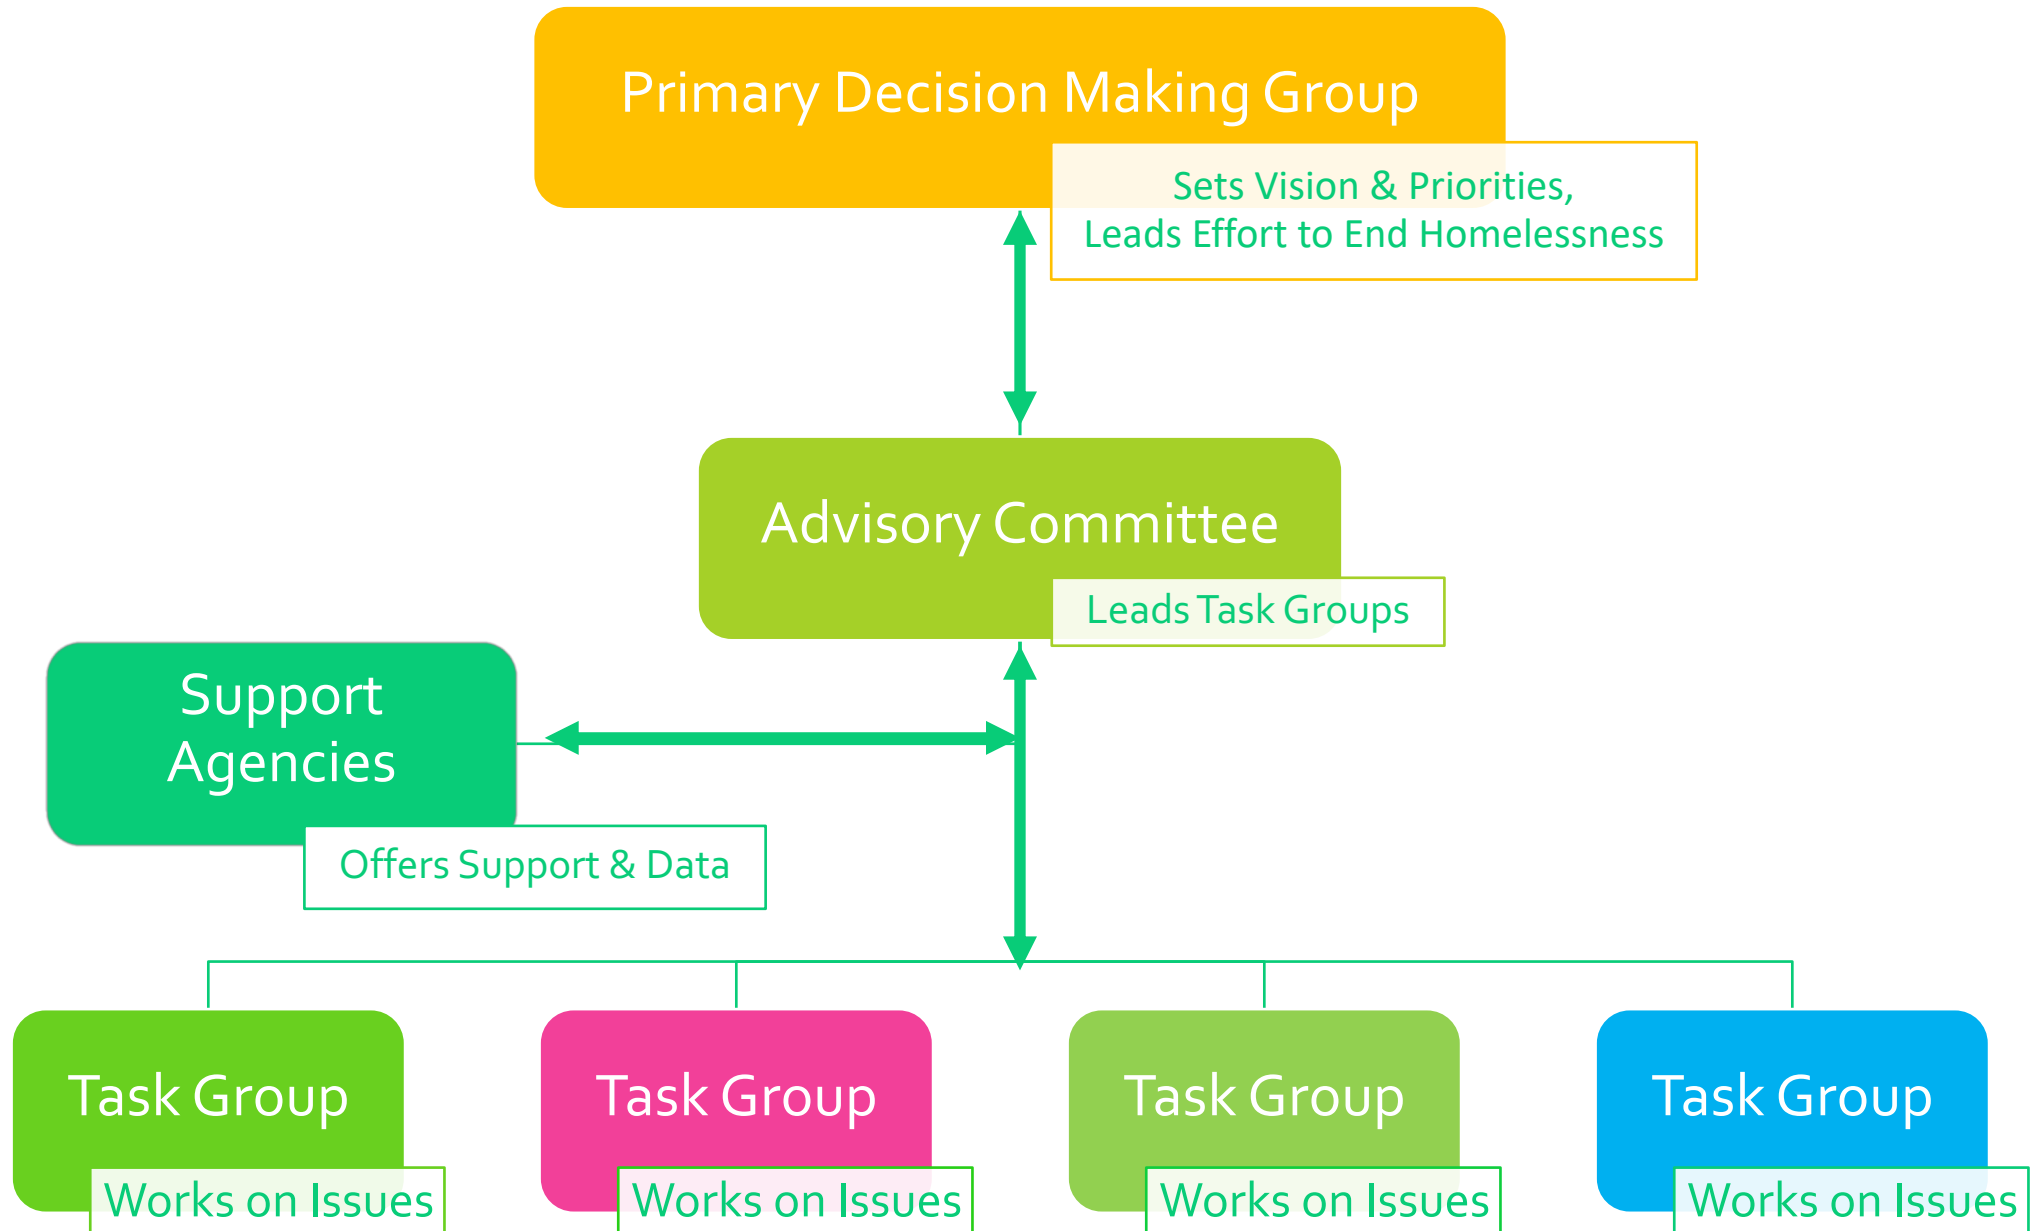 Primary Decision Making Group
Sets Vision & Priorities,
Leads Effort to End Homelessness
Advisory Committee
Leads Task Groups
Support
Agencies
Offers Support & Data
Task Group
Works on Issues
Task Group
Works on Issues
Task Group
Works on Issues
Task Group
Works on Issues